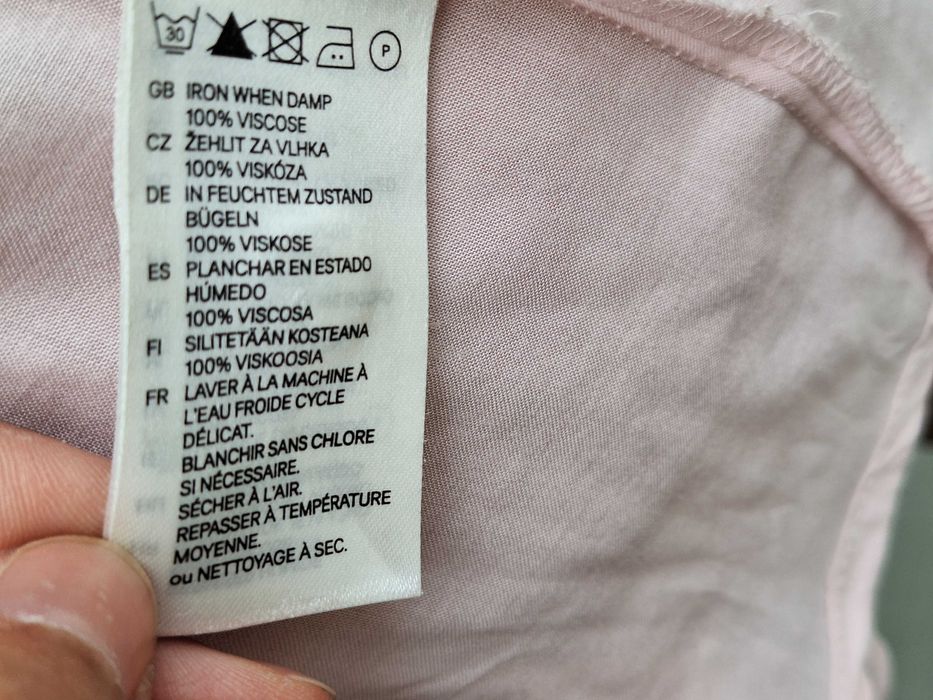 30 P
GB IRON WHEN DAMP
100% VISCOSE
CZ ŽEHLIT ZA VLHKA
100% VISKÓZA
DE IN FEUCHTEM ZUSTAND
BÜGELN
100% VISKOSE
ES PLANCHAR EN ESTADO
HÚMEDO
100% VISCOSA
FI SILITETÄÄN KOSTEANA
100% VISKOOSIA
FR LAVER À LA MACHINE À
L'EAU FROIDE CYCLE
DÉLICAT.
BLANCHIR SANS CHLORE
SI NÉCESSAIRE.
SÉCHER À L'AIR.
REPASSER À TEMPÉRATURE
MOYENNE.
ou NETTOYAGE À SEC.